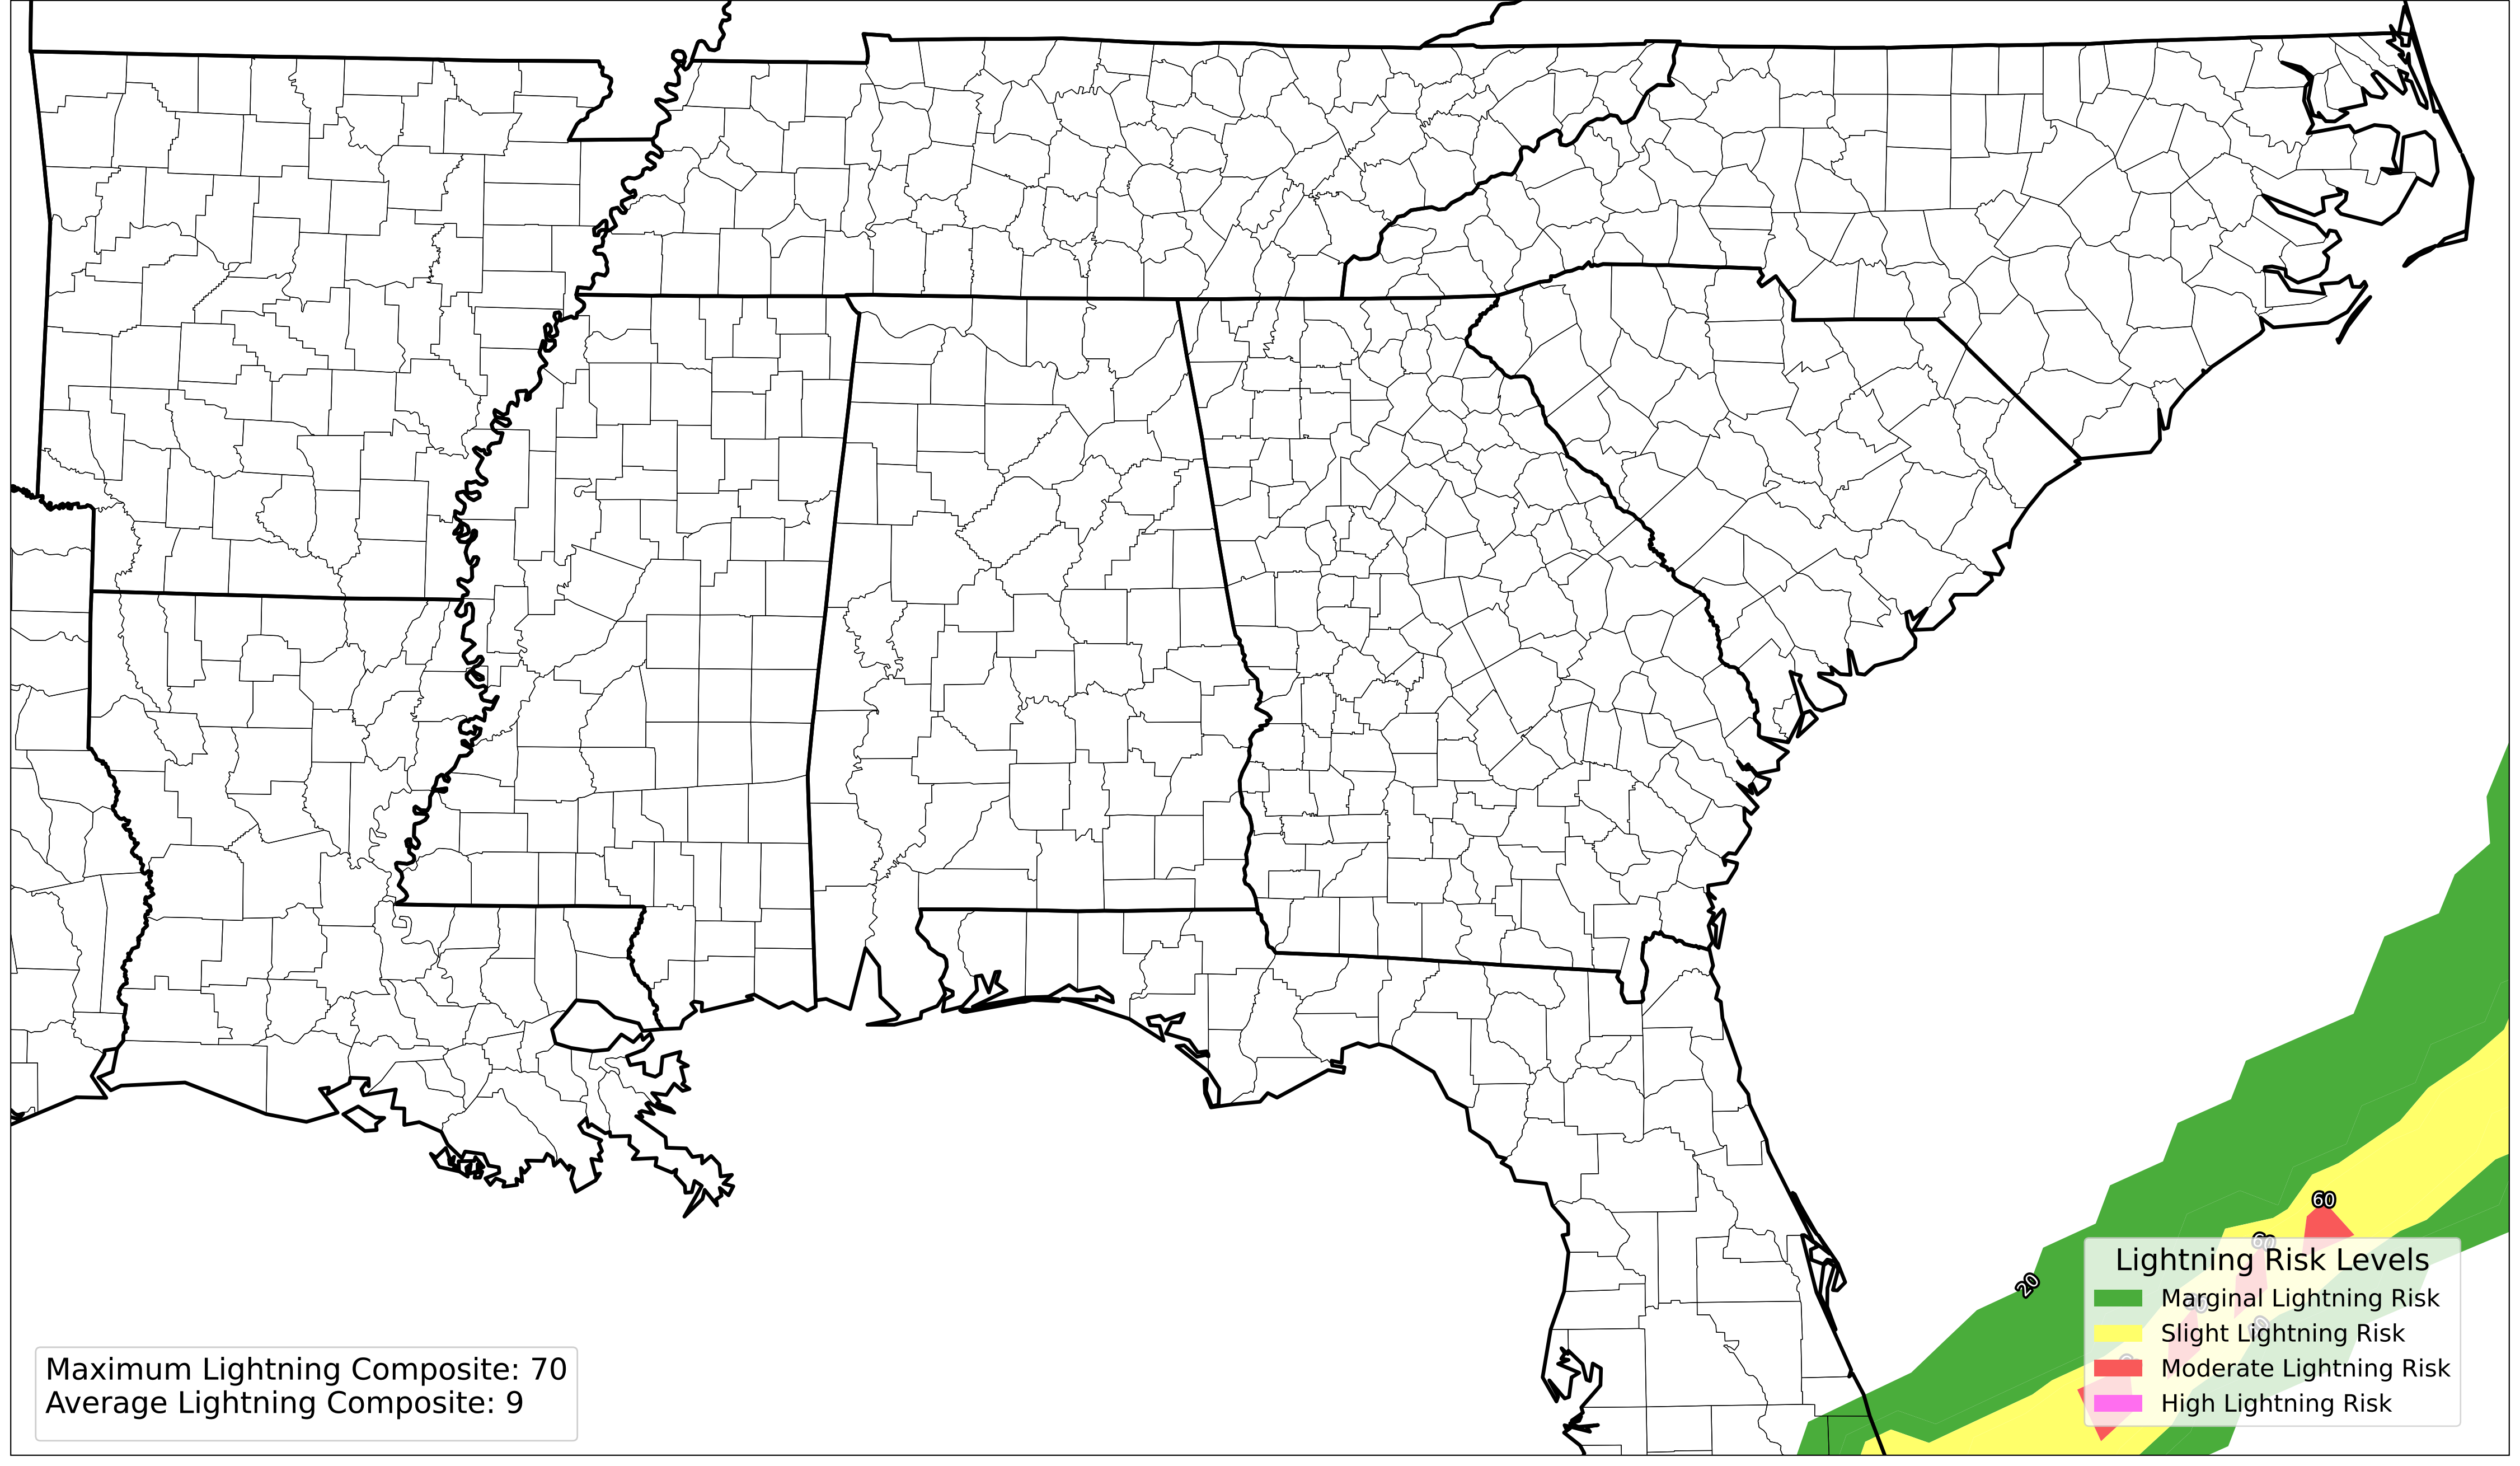 60
60
20
Lightning Risk Levels
Marginal Lightning Risk
Slight Lightning Risk
Moderate Lightning Risk
High Lightning Risk
Maximum Lightning Composite: 70
Average Lightning Composite: 9